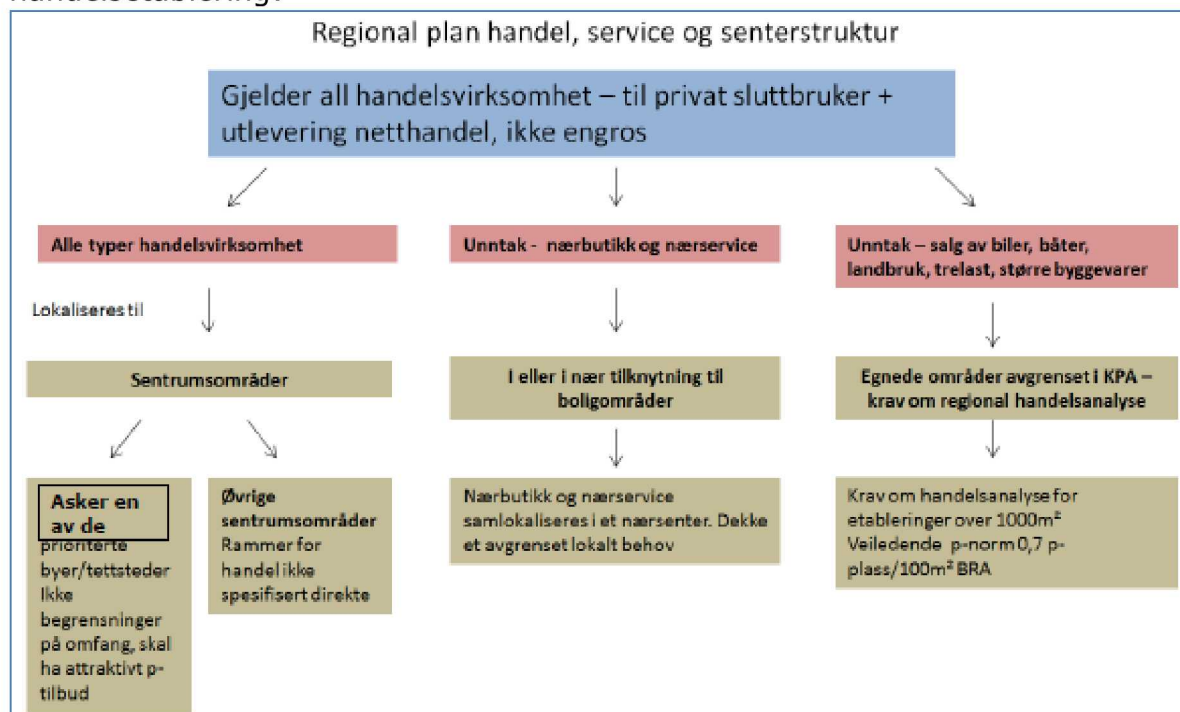 handelsetablering.
Regional plan handel, service og senterstruktur
Gjelder all handelsvirksomhet – til privat sluttbruker +
utlevering netthandel, ikke engros
Alle typer handelsvirksomhet
Unntak - nærbutikk og nærservice
Unntak – salg av biler, båter,
landbruk, trelast, større byggevarer
Lokaliseres til
Sentrumsområder
I eller i nær tilknytning til
boligområder
Egnede områder avgrenset i KPA –
krav om regional handelsanalyse
Asker en
av de
prioriterte
byer/tettsteder
Ikke
begrensninger
på omfang, skal
ha attraktivt p-
tilbud
Øvrige
sentrumsområder
Rammer for
handel ikke
spesifisert direkte
Nærbutikk og nærservice
samlokaliseres i et nærsenter. Dekke
et avgrenset lokalt behov
Krav om handelsanalyse for
etableringer over 1000m²
Veiledende p-norm 0,7 p-
plass/100m² BRA